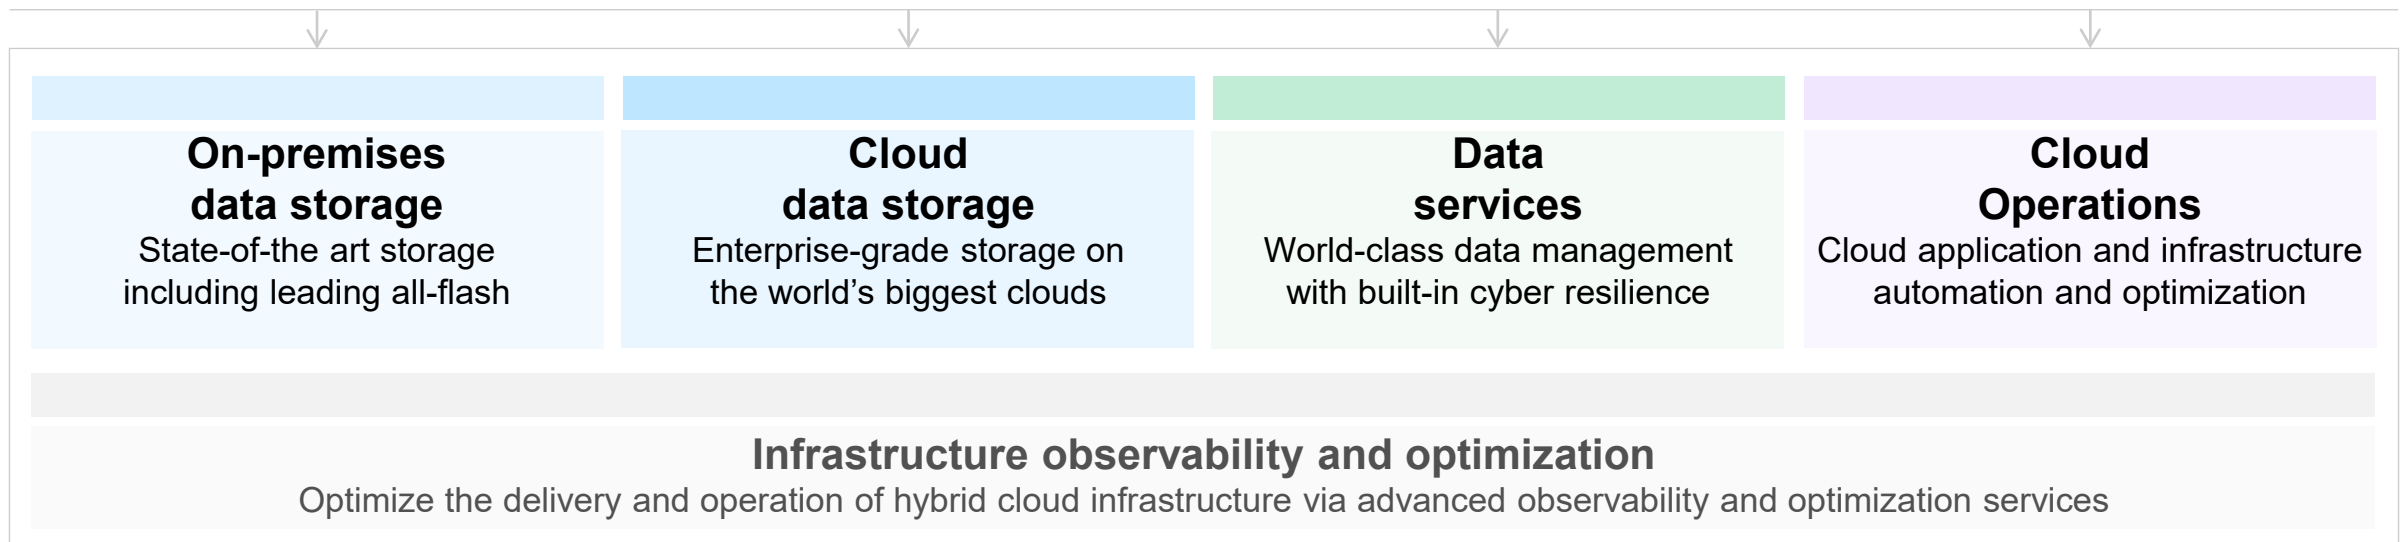 On-premises
data storage
State-of-the art storage
including leading all-flash
Cloud
data storage
Enterprise-grade storage on
the world’s biggest clouds
Data
services
World-class data management
with built-in cyber resilience
Cloud
Operations
Cloud application and infrastructure
automation and optimization
Infrastructure observability and optimization
Optimize the delivery and operation of hybrid cloud infrastructure via advanced observability and optimization services